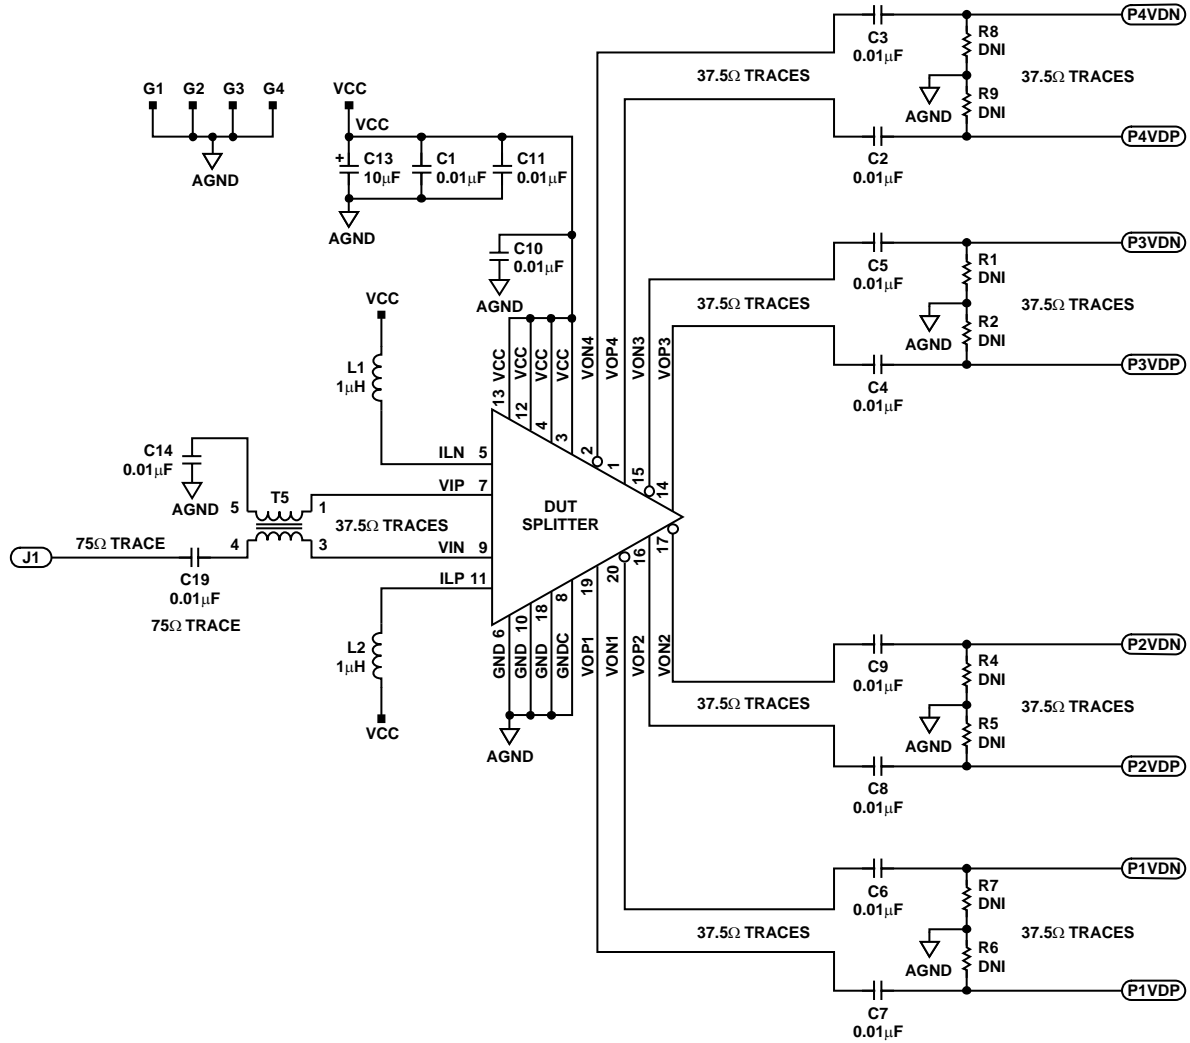 G1 G2 G3 G4
AGND
VCC
VCC
+ C13
10µF
C1
0.01µF
C11
0.01µF
AGND
C10
0.01µF
AGND
VCC
L1
1µH
VCC
VCC
VCC
VCC
13
12
4
3
VON4
VOP4
VON3
VOP3
2
1
15
14
C14
0.01µF
AGND
5
T5
1
4
3
37.5Ω TRACES
ILN 5
VIP 7
VIN 9
ILP 11
DUT
SPLITTER
J1
75Ω TRACE
C19
0.01µF
75Ω TRACE
L2
1µH
VCC
GND 6
GND 10
GND 18
GNDC 8
AGND
19
20
16
17
VOP1
VON1
VOP2
VON2
C3
0.01µF
37.5Ω TRACES
C2
0.01µF
R8
DNI
AGND
R9
DNI
37.5Ω TRACES
P4VDN
P4VDP
C5
0.01µF
37.5Ω TRACES
C4
0.01µF
R1
DNI
AGND
R2
DNI
37.5Ω TRACES
P3VDN
P3VDP
C9
0.01µF
37.5Ω TRACES
C8
0.01µF
R4
DNI
AGND
R5
DNI
37.5Ω TRACES
P2VDN
P2VDP
C6
0.01µF
37.5Ω TRACES
C7
0.01µF
R7
DNI
AGND
R6
DNI
37.5Ω TRACES
P1VDN
P1VDP